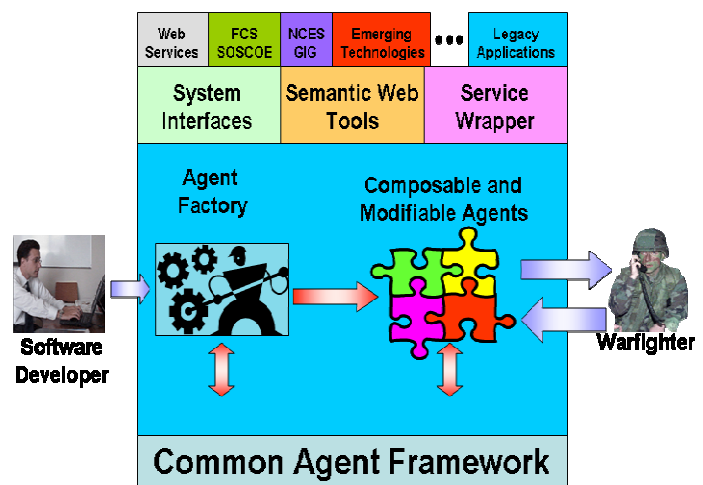 Web
Services
FCS
SOSCOE
NCES
GIG
Emerging
Technologies
•••
Legacy
Applications
System
Interfaces
Semantic Web
Tools
Service
Wrapper
Agent
Factory
Composable and
Modifiable Agents
Software
Developer
Warfighter
Common Agent Framework